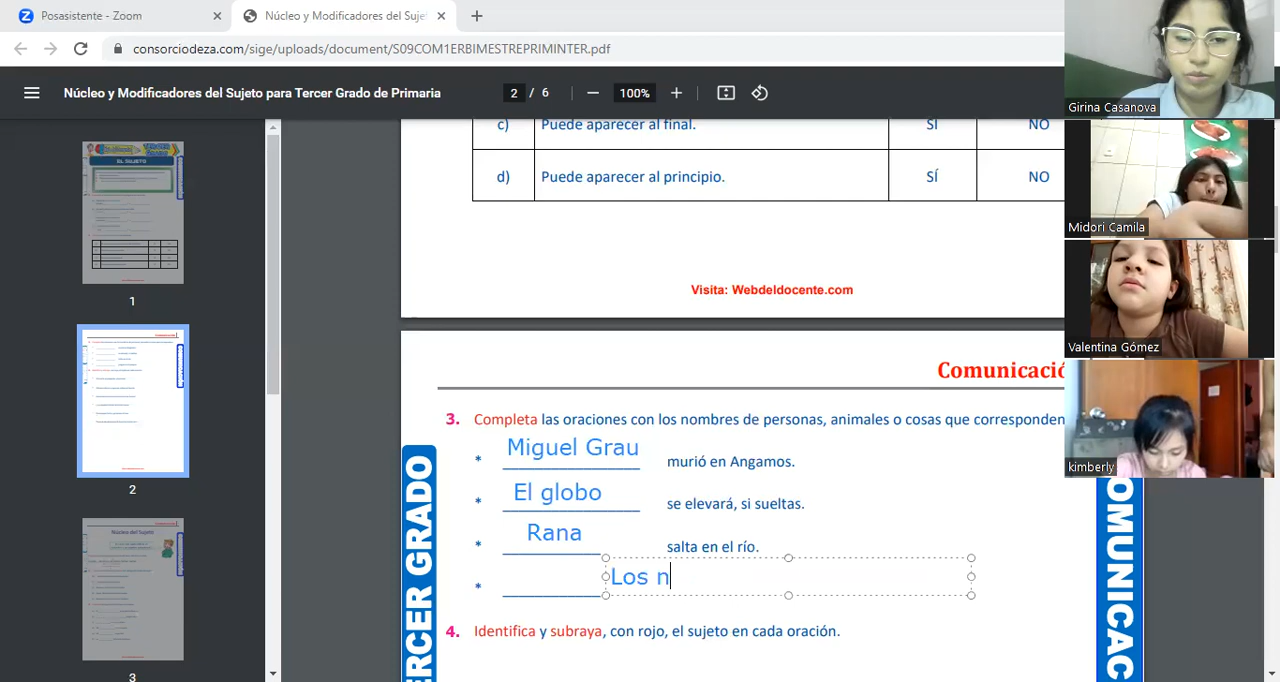 Posasistente - Zoom
Núcleo y Modificadores del Suje
consorciodeza.com/sige/uploads/document/S09COM1ERBIMESTREPRIMINTER.pdf
Núcleo y Modificadores del Sujeto para Tercer Grado de Primaria
2 / 6
100%
Girina Casanova
Midori Camila
Valentina Gómez
kimberly
1
2
3
c) Puede aparecer al final. SÍ NO
d) Puede aparecer al principio. SÍ NO
Visita: Webdeldocente.com
Comunicació
TERCER GRADO
COMUNICAC
3. Completa las oraciones con los nombres de personas, animales o cosas que corresponden
* Miguel Grau murió en Angamos.
* El globo se elevará, si sueltas.
* Rana salta en el río.
* Los n
4. Identifica y subraya, con rojo, el sujeto en cada oración.